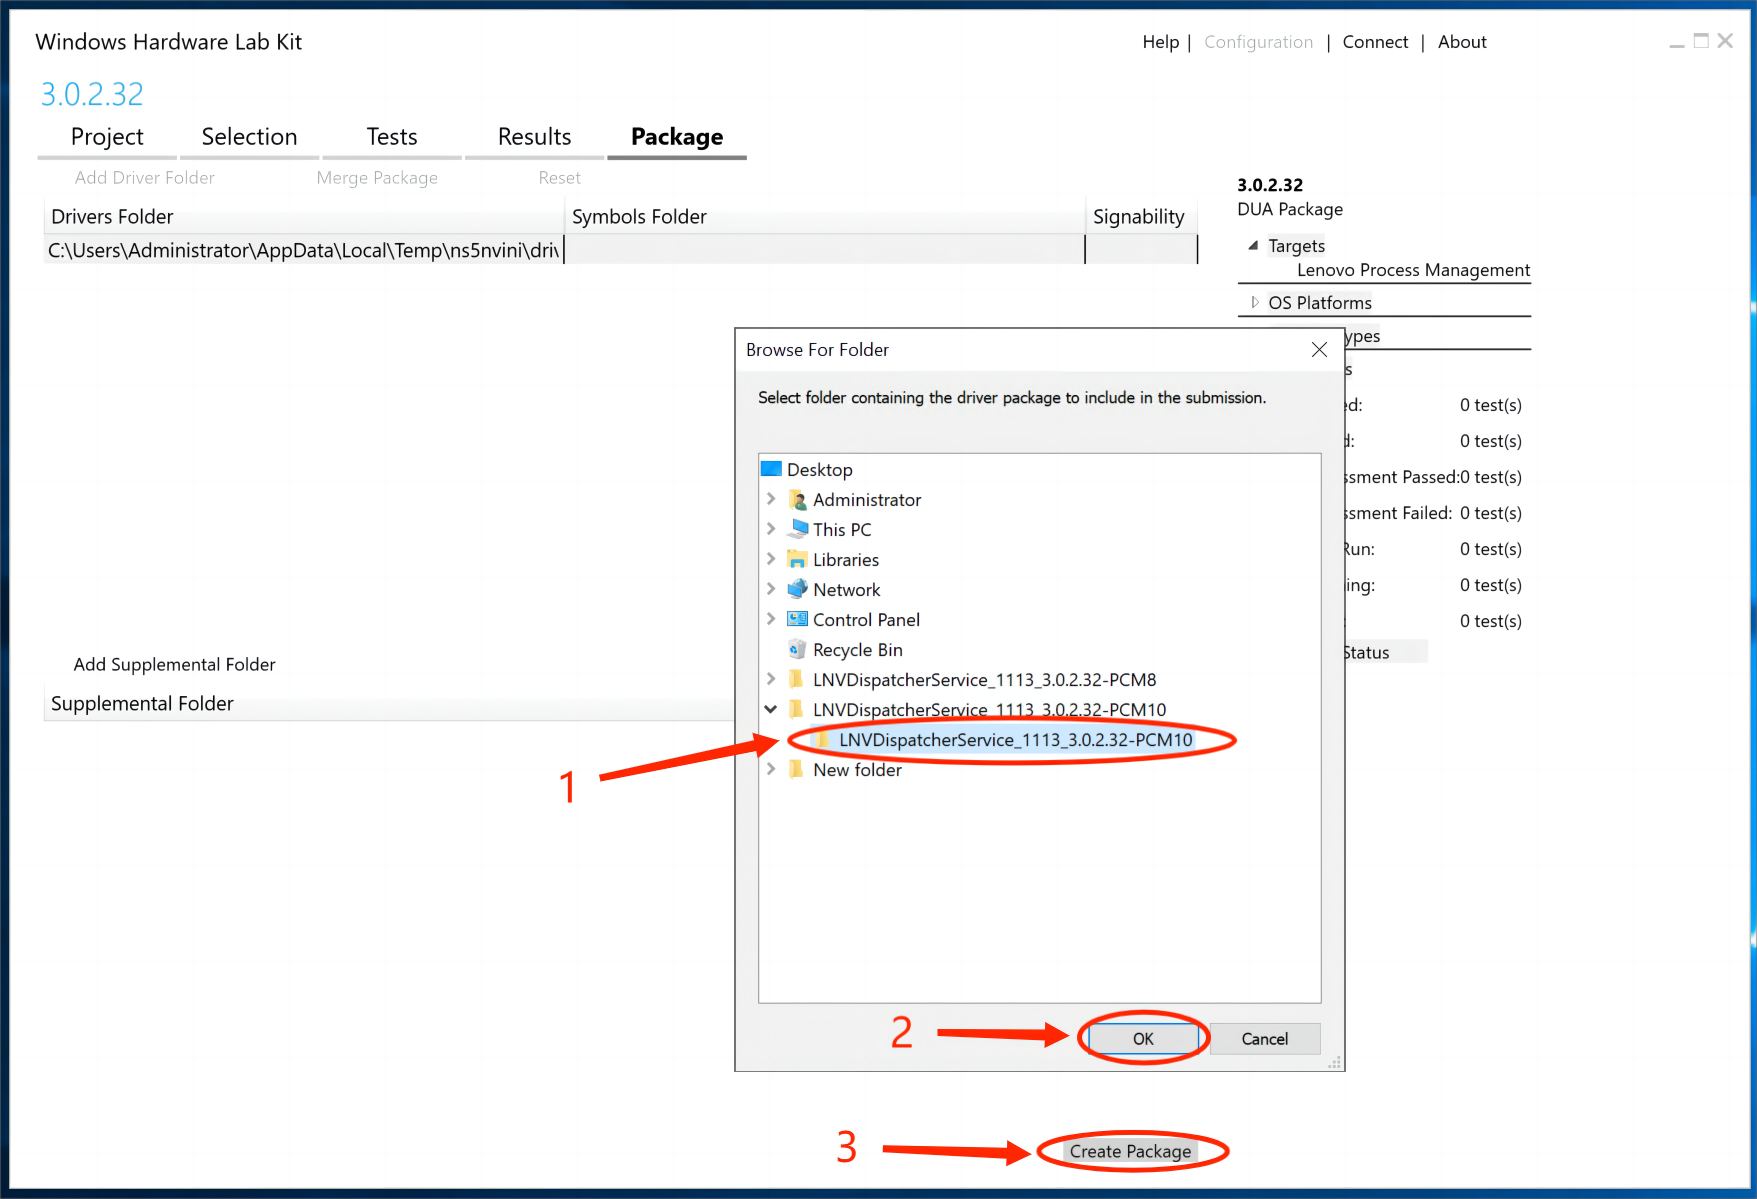 Windows Hardware Lab Kit
Help | Configuration | Connect | About
3.0.2.32
Project Selection Tests Results Package
Add Driver Folder Merge Package Reset
Drivers Folder Symbols Folder Signability
C:\Users\Administrator\AppData\Local\Temp\ns5nvini\dri
3.0.2.32
DUA Package
Targets
Lenovo Process Management
OS Platforms
ypes
s
ed: 0 test(s)
d: 0 test(s)
ssment Passed:0 test(s)
ssment Failed: 0 test(s)
Run: 0 test(s)
ing: 0 test(s)
: 0 test(s)
Status
Browse For Folder
Select folder containing the driver package to include in the submission.
Desktop
Administrator
This PC
Libraries
Network
Control Panel
Recycle Bin
LNVDispatcherService_1113_3.0.2.32-PCM8
LNVDispatcherService_1113_3.0.2.32-PCM10
LNVDispatcherService_1113_3.0.2.32-PCM10
New folder
Add Supplemental Folder
Supplemental Folder
1
2
OK Cancel
3
Create Package